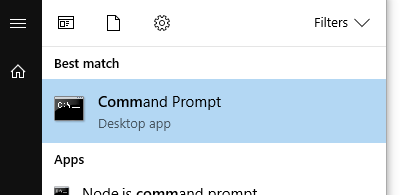 Filters
Best match
Command Prompt
Desktop app
Apps
Node.js command prompt